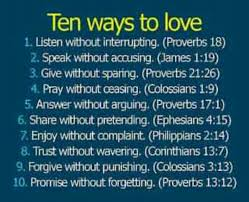 Ten ways to love
1. Listen without interrupting. (Proverbs 18)
2. Speak without accusing. (James 1:19)
3. Give without sparing. (Proverbs 21:26)
4. Pray without ceasing. (Colossians 1:9)
5. Answer without arguing. (Proverbs 17:1)
6. Share without pretending. (Ephesians 4:15)
7. Enjoy without complaint. (Philippians 2:14)
8. Trust without wavering. (Corinthians 13:7)
9. Forgive without punishing. (Colossians 3:13)
10. Promise without forgetting. (Proverbs 13:12)